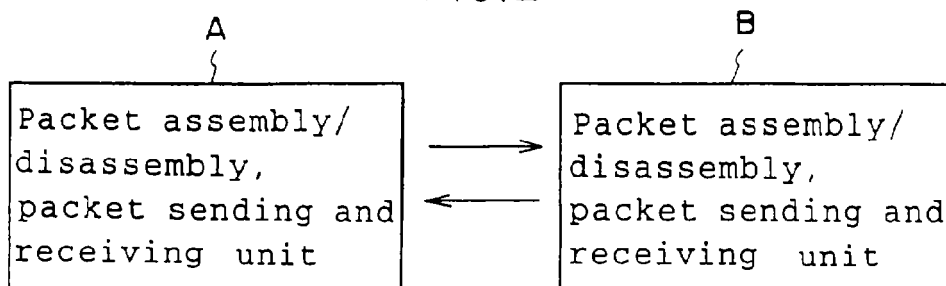 A
B
Packet assembly/
disassembly,
packet sending and
receiving unit
Packet assembly/
disassembly,
packet sending and
receiving unit